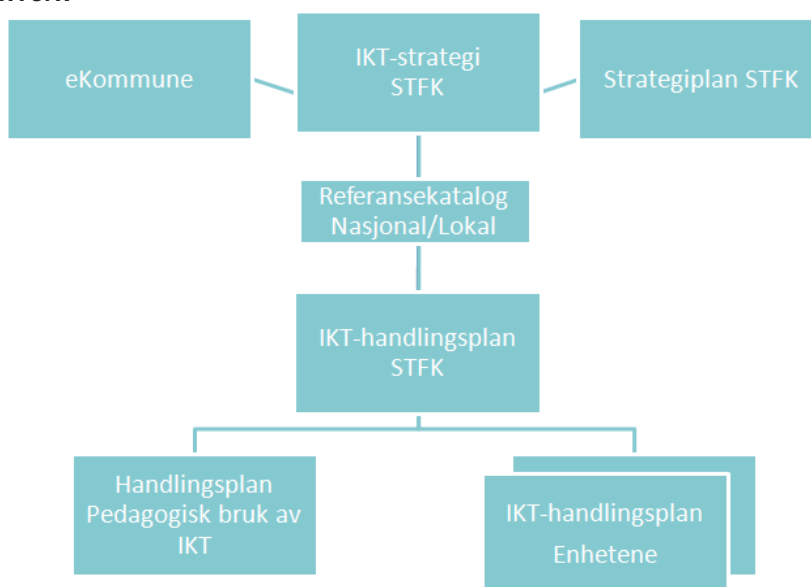 eKommune
IKT-strategi
STFK
Strategiplan STFK
Referansekatalog
Nasjonal/Lokal
IKT-handlingsplan
STFK
Handlingsplan
Pedagogisk bruk av
IKT
IKT-handlingsplan
Enhetene